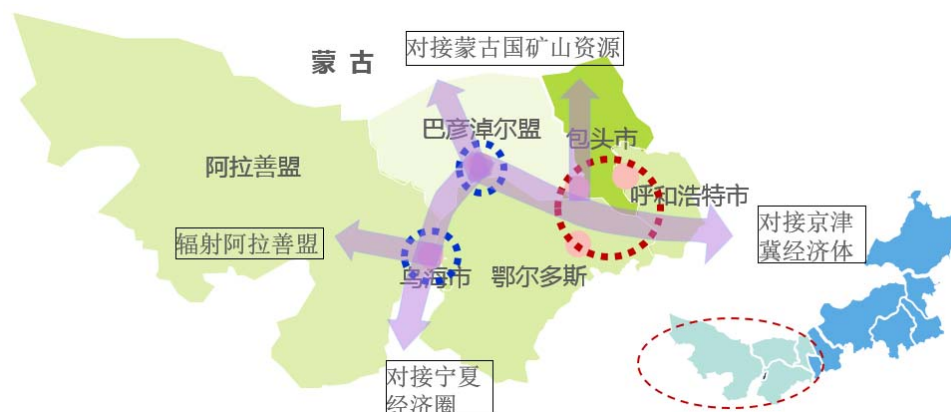 对接蒙古国矿山资源
蒙 古
巴彦淖尔盟
包头市
阿拉善盟
呼和浩特市
对接京津
冀经济体
辐射阿拉善盟
乌海市
鄂尔多斯
对接宁夏
经济圈